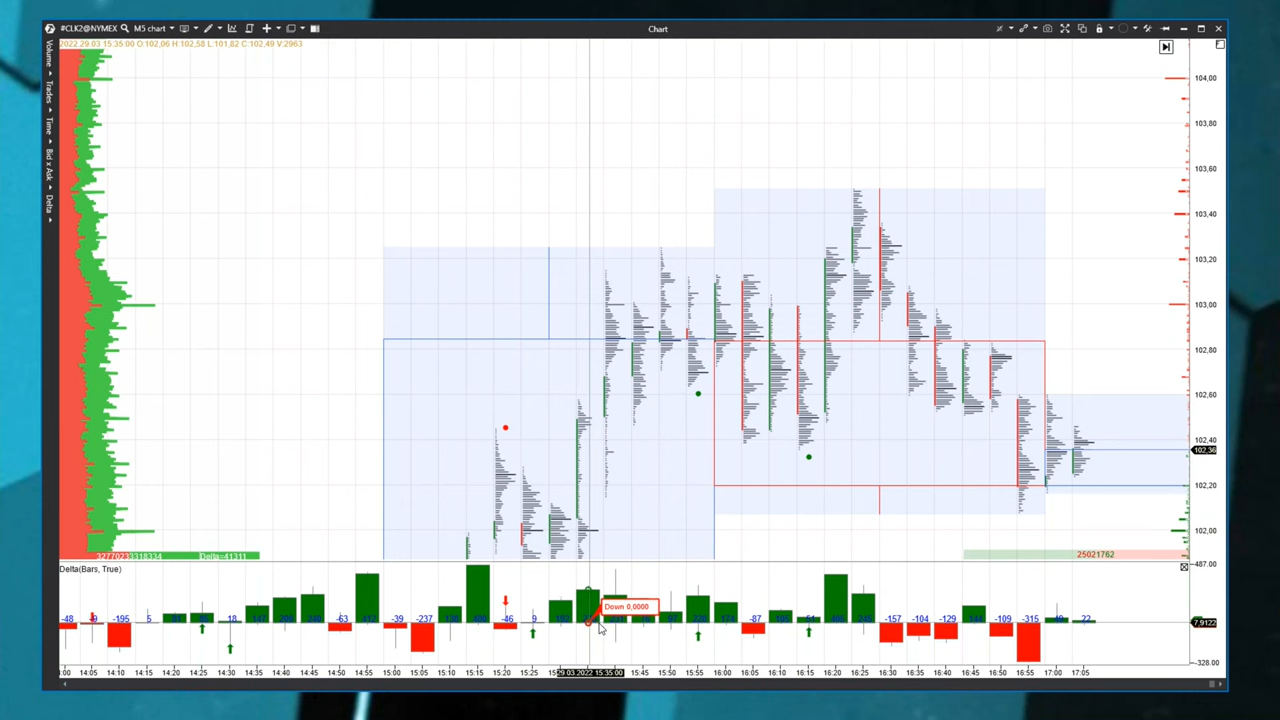 #CLK2@NYMEX M5 chart Chart
2022.29.03 15:35:00 O:102,06 H:102,58 L:101,82 C:102,49 V:2963
Volume
Trades
Time
Bid x Ask
Delta
104,00
103,80
103,60
103,40
103,20
103,00
102,80
102,60
102,40
102,36
102,20
102,00
Delta=41311
25021762
Delta(Bars, True)
487.00
Down 0,0000
-48 -195 5 18 -63 -39 -237 -46 9 -87 -54 -157 -104 -129 -109 -315 22
7,9122
-328.00
14:05 14:10 14:15 14:20 14:25 14:30 14:35 14:40 14:45 14:50 14:55 15:00 15:05 15:10 15:15 15:20 15:25 29 03 2022 15:35:00 15:45 15:50 15:55 16:00 16:05 16:10 16:15 16:20 16:25 16:30 16:35 16:40 16:45 16:50 16:55 17:00 17:05